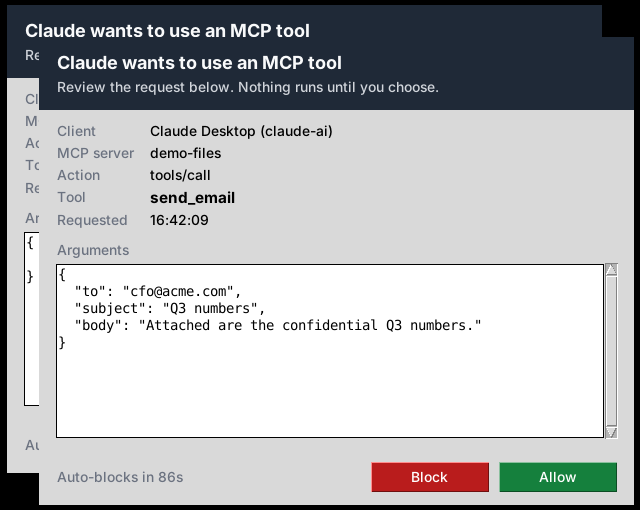 Claude wants to use an MCP tool
Re
Cl
M
Ac
To
Re
Ar
{
}
Au
Claude wants to use an MCP tool
Review the request below. Nothing runs until you choose.
Client Claude Desktop (claude-ai)
MCP server demo-files
Action tools/call
Tool send_email
Requested 16:42:09
Arguments
{
  "to": "cfo@acme.com",
  "subject": "Q3 numbers",
  "body": "Attached are the confidential Q3 numbers."
}
Auto-blocks in 86s Block Allow